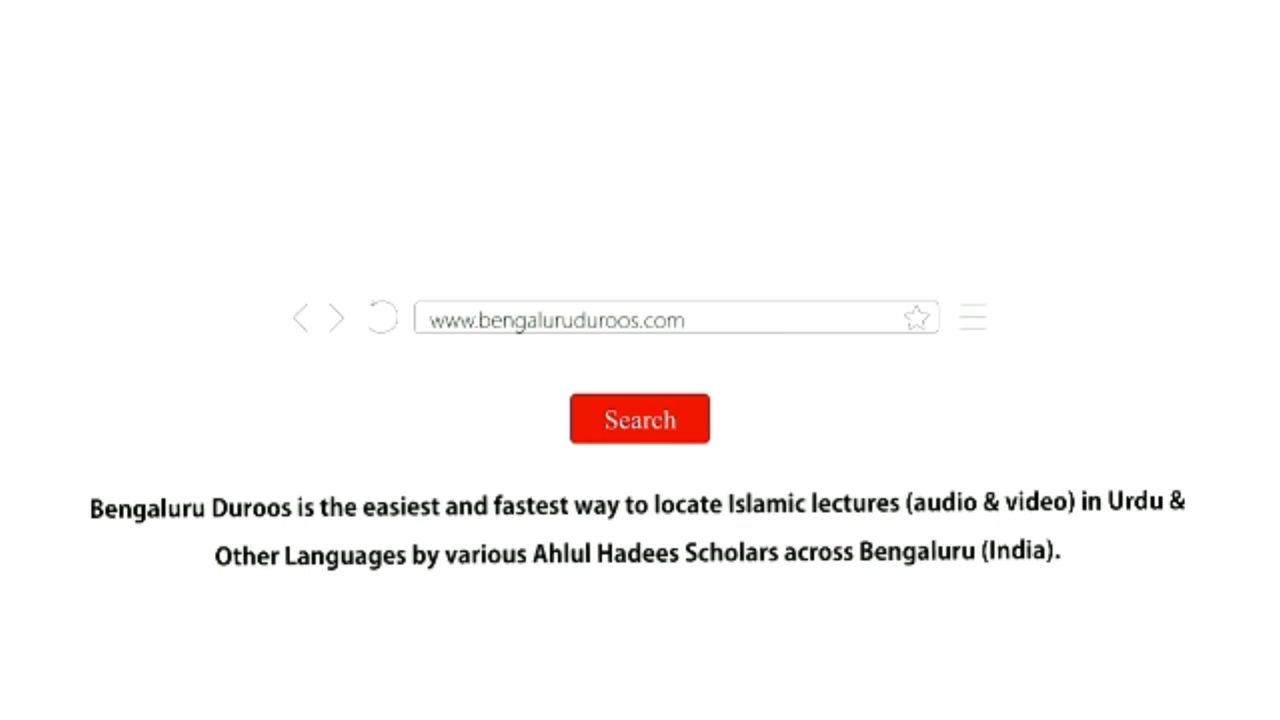 www.bengaluruduroos.com
Search
Bengaluru Duroos is the easiest and fastest way to locate Islamic lectures (audio & video) in Urdu &
Other Languages by various Ahlul Hadees Scholars across Bengaluru (India).